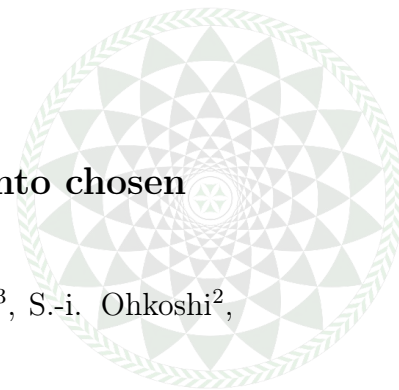 nto chosen
³, S.-i. Ohkoshi²,